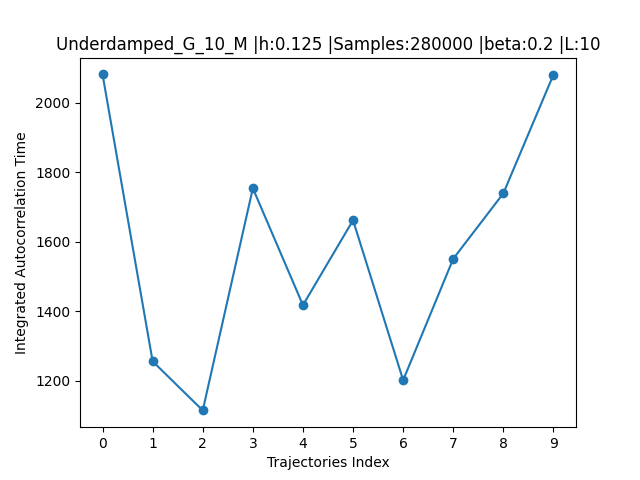 Underdamped_G_10_M |h:0.125 |Samples:280000 |beta:0.2 |L:10
2000
1800
1600
1400
1200
Integrated Autocorrelation Time
0 1 2 3 4 5 6 7 8 9
Trajectories Index